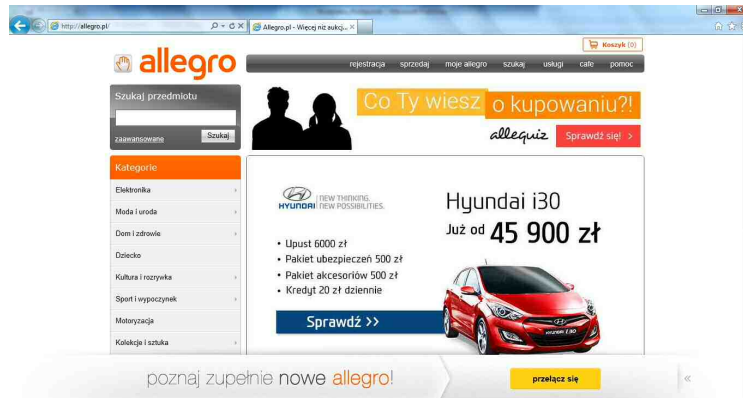 http://allegro.pl/
Allegro.pl - Więcej niż aukcj...
Koszyk (0)
allegro
rejestracja sprzedaj moje allegro szukaj usługi cafe pomoc
Szukaj przedmiotu
zaawansowane
Szukaj
Co Ty wiesz o kupowaniu?!
allequiz
Sprawdź się! >
Kategorie
Elektronika
Moda i uroda
Dom i zdrowie
Dziecko
Kultura i rozrywka
Sport i wypoczynek
Motoryzacja
Kolekcje i sztuka
HYUNDAI
NEW THINKING.
NEW POSSIBILITIES.
Hyundai i30
Już od 45 900 zł
• Upust 6000 zł
• Pakiet ubezpieczeń 500 zł
• Pakiet akcesoriów 500 zł
• Kredyt 20 zł dziennie
Sprawdź >>
poznaj zupełnie nowe allegro!
przełącz się
«